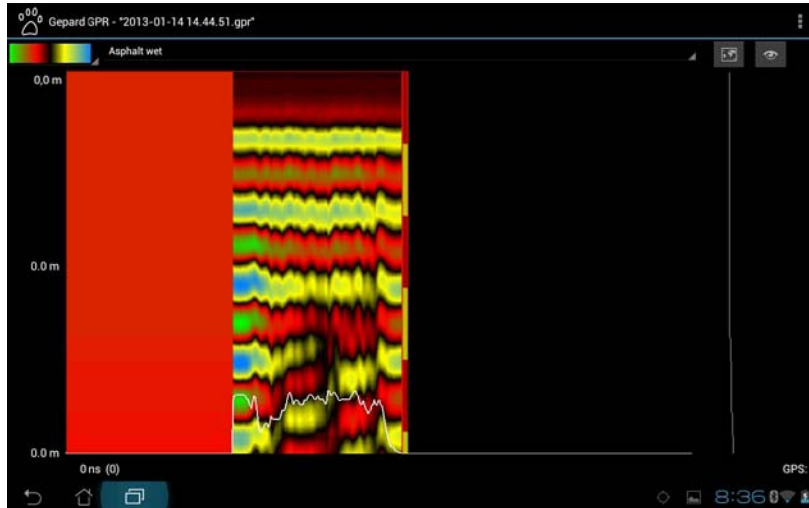 Gepard GPR - "2013-01-14 14.44.51.gpr"
Asphalt wet
0,0 m
0.0 m
0.0 m
0 ns (0)
GPS:
8:36